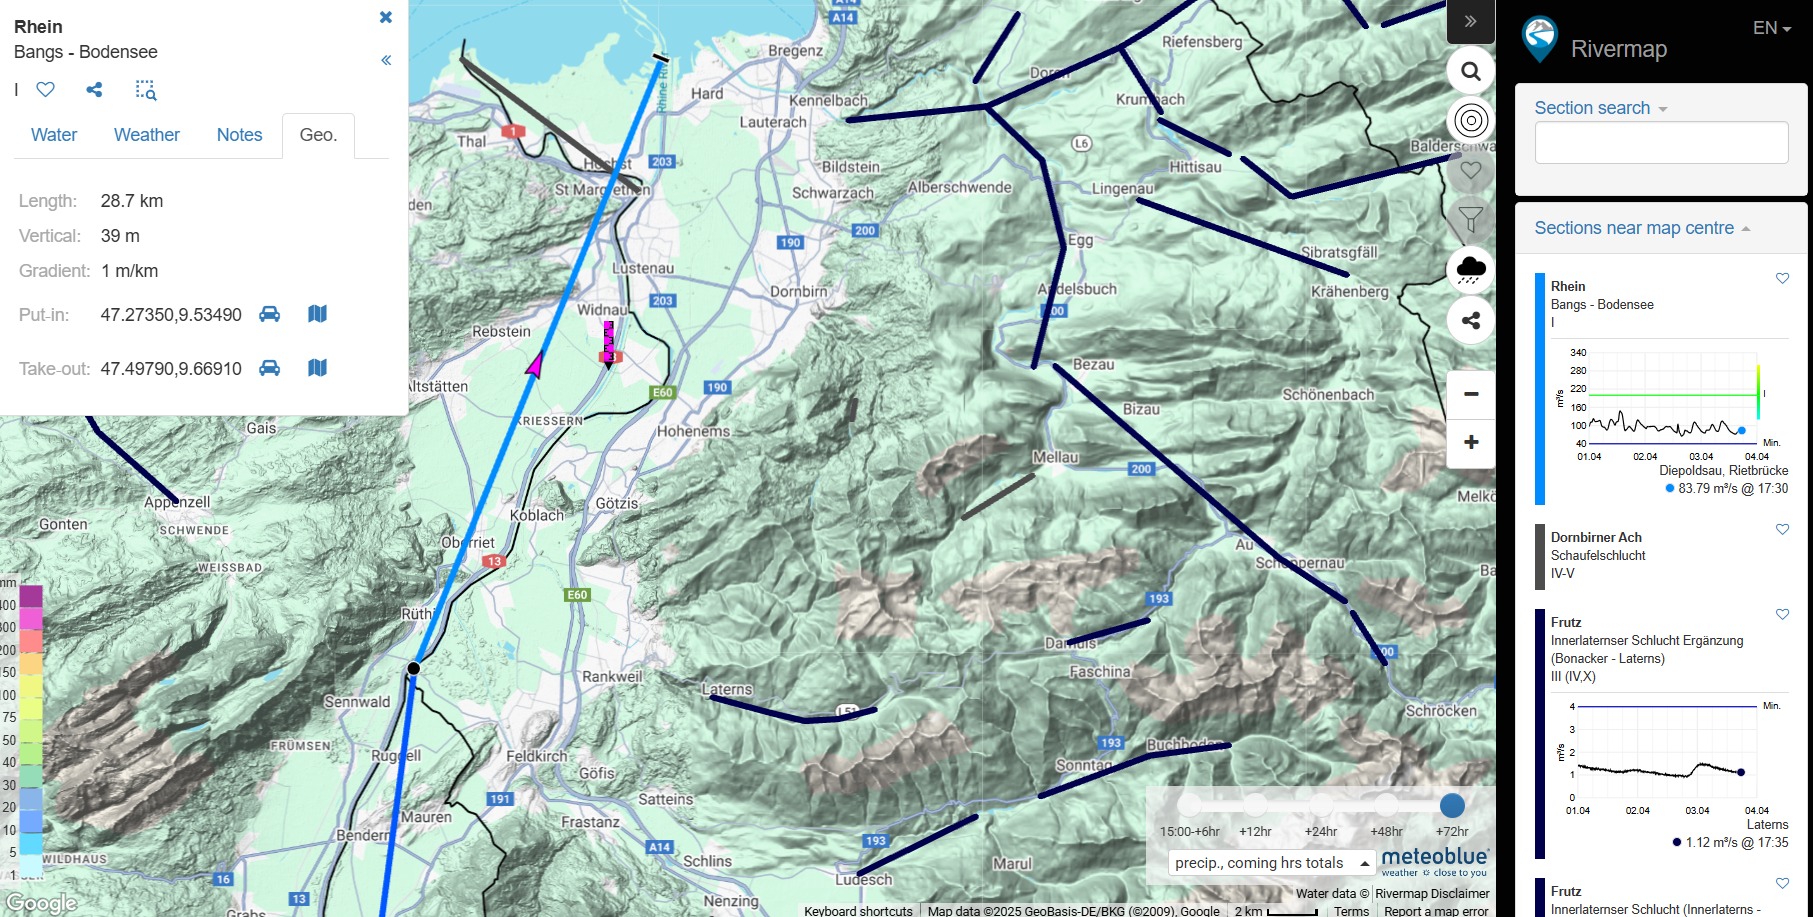 Rhein
Bangs - Bodensee
I
Water
Weather
Notes
Geo.
Length: 28.7 km
Vertical: 39 m
Gradient: 1 m/km
Put-in: 47.27350,9.53490
Take-out: 47.49790,9.66910
A14
Bregenz
Riefensberg
Hard
Kennelbach
Krumbach
Lauterach
Rhine Riv
Thal
1
L6
Balderschwa
Bildstein
Hittisau
203
St Margrethen
Schwarzach
Alberschwende
Lingenau
den
200
190
Egg
Sibratsgfäll
Lustenau
Andelsbuch
Dornbirn
Krähenberg
203
Widnau
Rebstein
Bezau
Altstätten
E60
190
Schönenbach
Bizau
KRIESSERN
Gais
Hohenems
Mellau
200
Appenzell
Götzis
Koblach
Gonten
SCHWENDE
Melkö
Oberriet
Au
13
Schoppernau
WEISSBAD
E60
193
Rüthi
Damüls
Faschina
Rankweil
Laterns
Sennwald
Schröcken
FRÜMSEN
Ruggell
Feldkirch
193
Buchboden
Göfis
Sonntag
191
Satteins
Mauren
Frastanz
Bendern
A14
193
WILDHAUS
Schlins
Marul
16
Ludesch
13
Nenzing
Grabs
mm
400
300
200
150
100
75
50
40
30
20
10
5
1
Google
15:00-+6hr
+12hr
+24hr
+48hr
+72hr
precip., coming hrs totals
meteoblue
weather close to you
Water data © Rivermap Disclaimer
Keyboard shortcuts
Map data ©2025 GeoBasis-DE/BKG (©2009), Google
2 km
Terms
Report a map error
Rivermap
EN
Section search
Sections near map centre
Rhein
Bangs - Bodensee
I
340
280
220
160
100
40
m³/s
I
Min.
01.04
02.04
03.04
04.04
Diepoldsau, Rietbrücke
83.79 m³/s @ 17:30
Dornbirner Ach
Schaufelschlucht
IV-V
Frutz
Innerlaternser Schlucht Ergänzung
(Bonacker - Laterns)
III (IV,X)
4
3
2
1
0
m³/s
Min.
01.04
02.04
03.04
04.04
Laterns
1.12 m³/s @ 17:35
Frutz
Innerlaternser Schlucht (Innerlaterns -